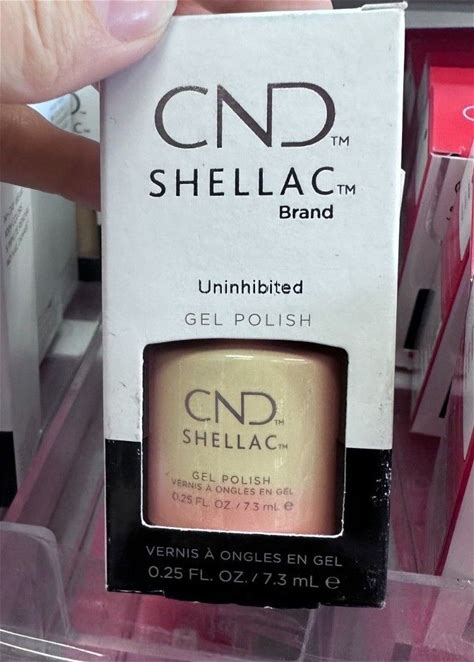 CND™
SHELLAC™
Brand
Uninhibited
GEL POLISH
CND™
SHELLAC™
GEL POLISH
VERNIS À ONGLES EN GEL
0.25 FL. OZ. / 7.3 mL ℮
VERNIS À ONGLES EN GEL
0.25 FL. OZ. / 7.3 mL ℮